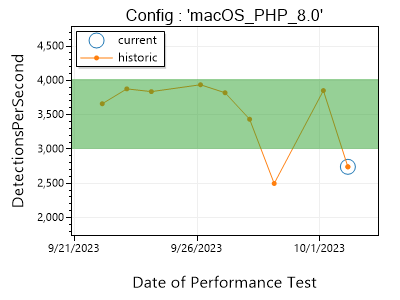 Config : 'macOS_PHP_8.0'
current
historic
4,500
4,000
3,500
3,000
2,500
2,000
DetectionsPerSecond
9/21/2023
9/26/2023
10/1/2023
Date of Performance Test